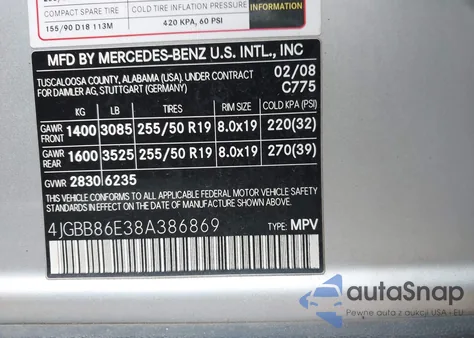 COMPACT SPARE TIRE
155/90 D18 113M
COLD TIRE INFLATION PRESSURE
420 KPA, 60 PSI
MFD BY MERCEDES-BENZ U.S. INTL., INC
TUSCALOOSA COUNTY, ALABAMA (USA). UNDER CONTRACT
FOR DAIMLER AG, STUTTGART (GERMANY)
02/08
C775
KG LB TIRES RIM SIZE COLD KPA (PSI)
GAWR FRONT 1400 3085 255/50 R19 8.0x19 220(32)
GAWR REAR 1600 3525 255/50 R19 8.0x19 270(39)
GVWR 2830 6235
THIS VEHICLE CONFORMS TO ALL APPLICABLE FEDERAL MOTOR VEHICLE SAFETY
STANDARDS IN EFFECT ON THE DATE OF MANUFACTURE SHOWN ABOVE.
4JGBB86E38A386869 TYPE: MPV
autoSnap
Pewne auta z aukcji USA i EU